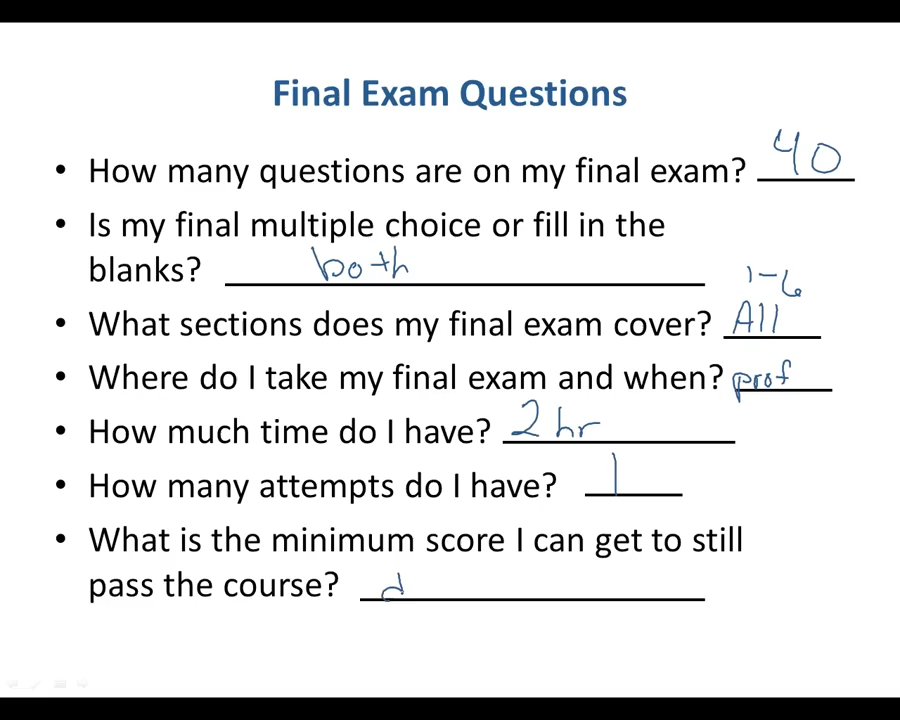 Final Exam Questions
• How many questions are on my final exam? 40
• Is my final multiple choice or fill in the
blanks? both
1-6
• What sections does my final exam cover? All
• Where do I take my final exam and when? prof
• How much time do I have? 2 hr
• How many attempts do I have? 1
• What is the minimum score I can get to still
pass the course? d